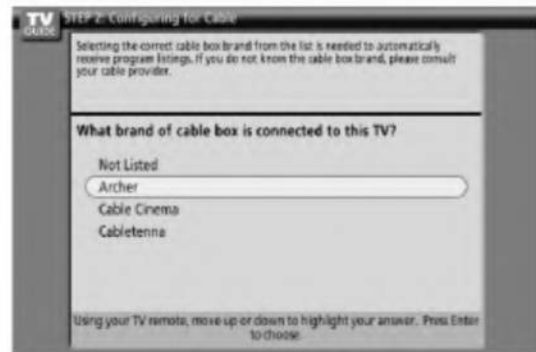 TV
GUIDE
STEP 2: Configuring for Cable
Selecting the correct cable box brand from the list is needed to automatically
receive program listings. If you do not know the cable box brand, please consult
your cable provider.
What brand of cable box is connected to this TV?
Not Listed
Archer
Cable Cinema
Cabletenna
Using your TV remote, move up or down to highlight your answer. Press Enter
to choose.